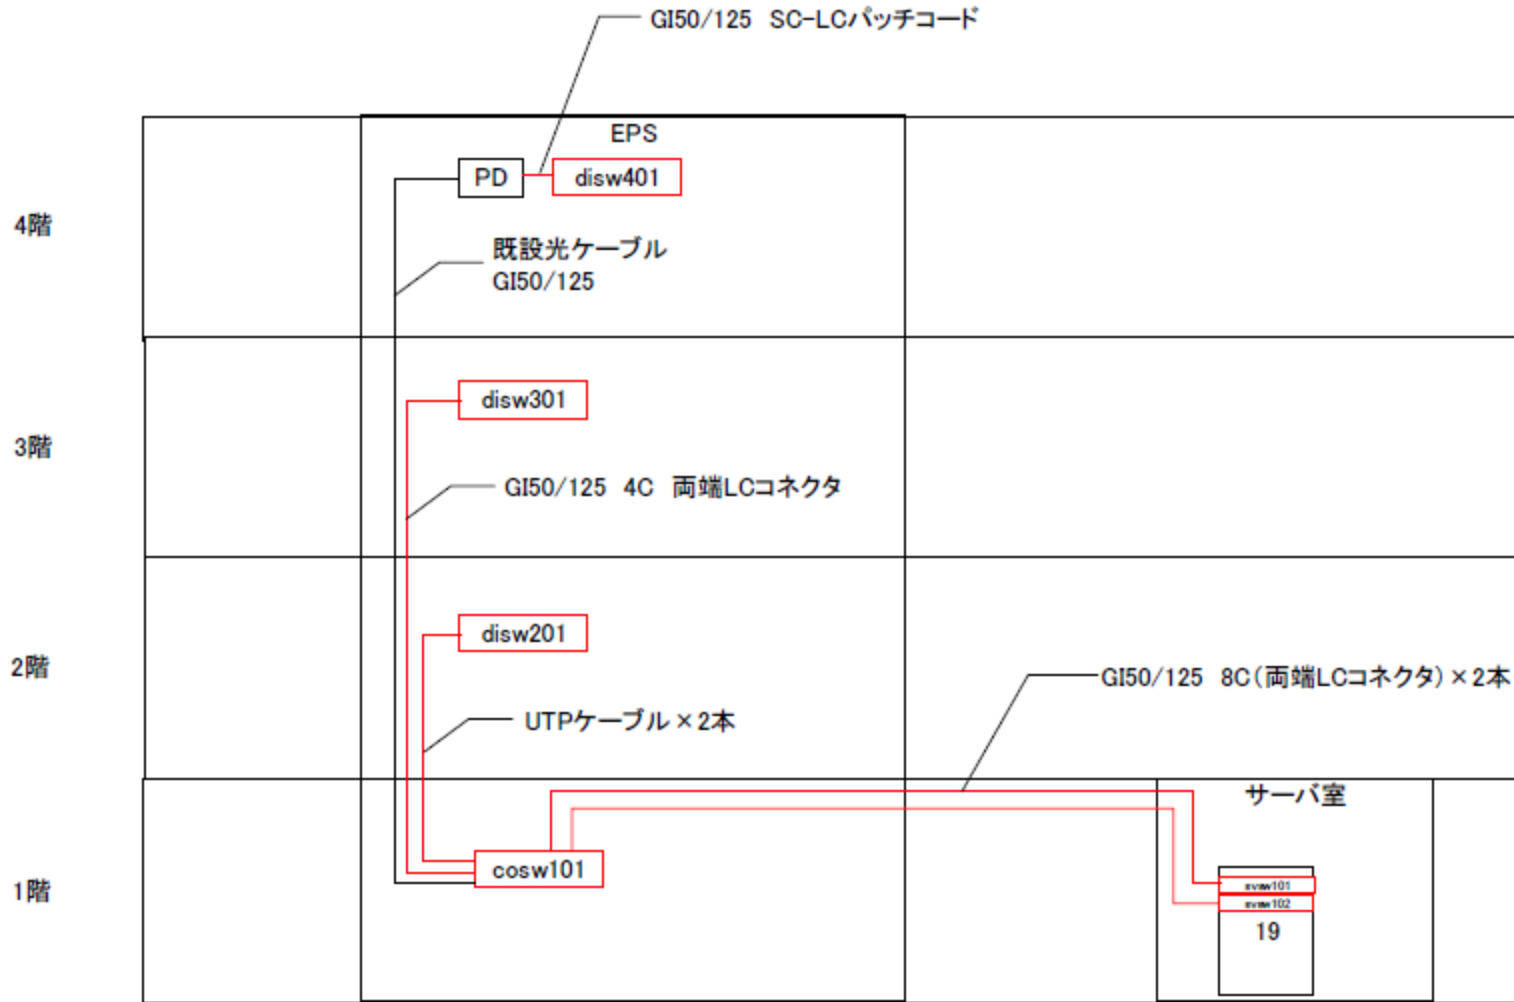 GI50/125 SC-LCパッチコード
EPS
PD
disw401
4階
既設光ケーブル
GI50/125
disw301
3階
GI50/125 4C 両端LCコネクタ
disw201
2階
GI50/125 8C(両端LCコネクタ)×2本
UTPケーブル×2本
サーバ室
cosw101
1階
svsw101
svsw102
19